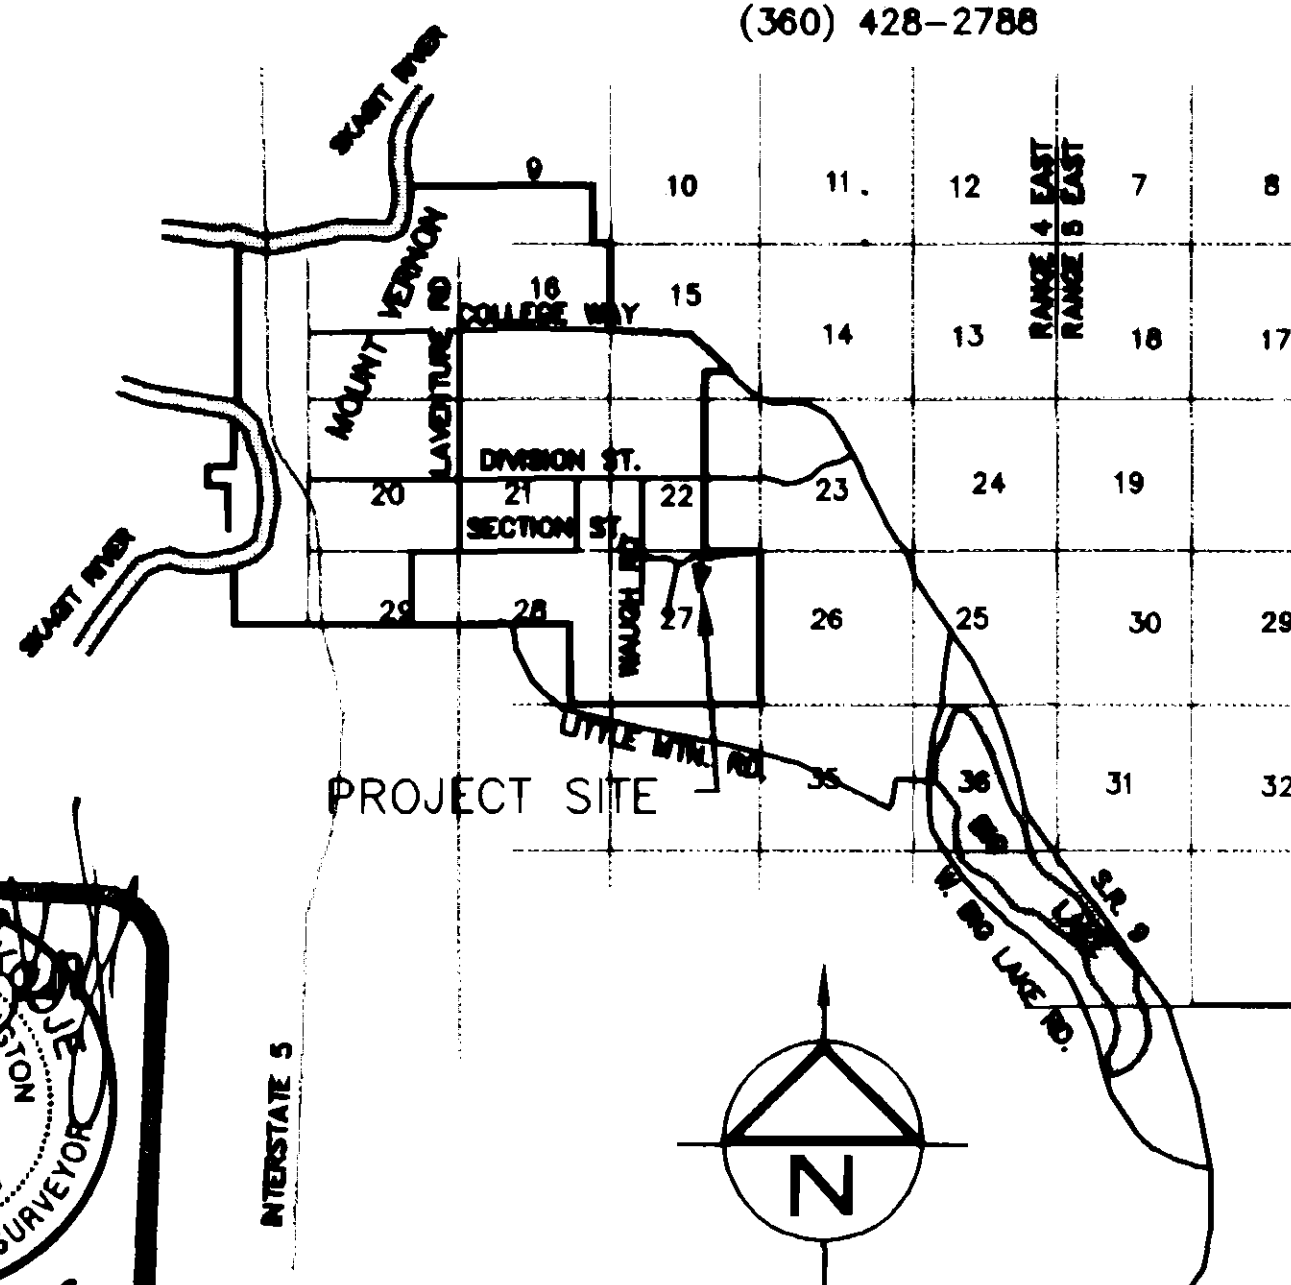 (360) 428-2788
SKAGIT RIVER
9
10
11
12
7
8
RANGE 4 EAST
RANGE 5 EAST
MOUNT VERNON
LAVENTURE RD
16
15
COLLEGE WAY
14
13
18
17
DIVISION ST.
20
21
22
23
24
19
SECTION ST.
WAUGH RD
SKAGIT RIVER
29
28
27
26
25
30
29
LITTLE MTN. RD
PROJECT SITE
35
36
31
32
BIG
LAKE
S.R. 9
W. BIG LAKE RD.
INTERSTATE 5
N
SURVEYOR